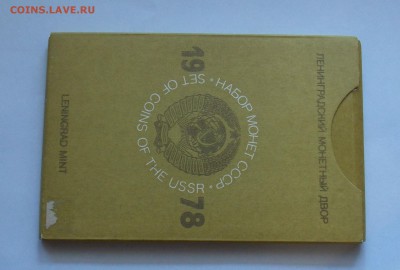 COINS.LAVE.RU
ЛЕНИНГРАДСКИЙ МОНЕТНЫЙ ДВОР
19 78
НАБОР МОНЕТ СССР •
SET OF COINS OF THE USSR •
LENINGRAD MINT